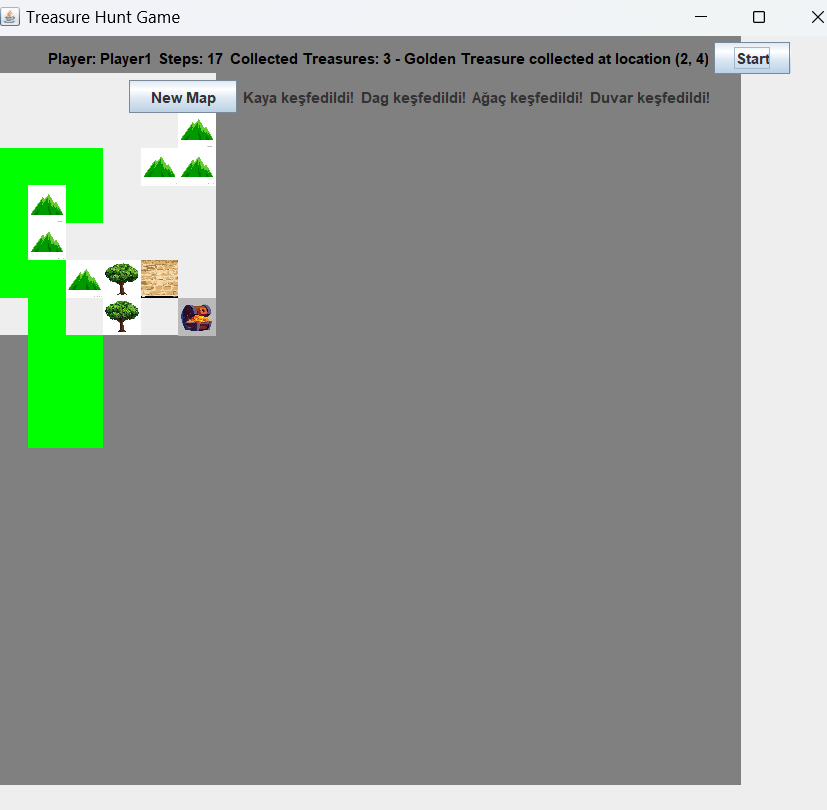 Treasure Hunt Game
Player: Player1 Steps: 17 Collected Treasures: 3 - Golden Treasure collected at location (2, 4) Start
New Map Kaya keşfedildi! Dag keşfedildi! Ağaç keşfedildi! Duvar keşfedildi!